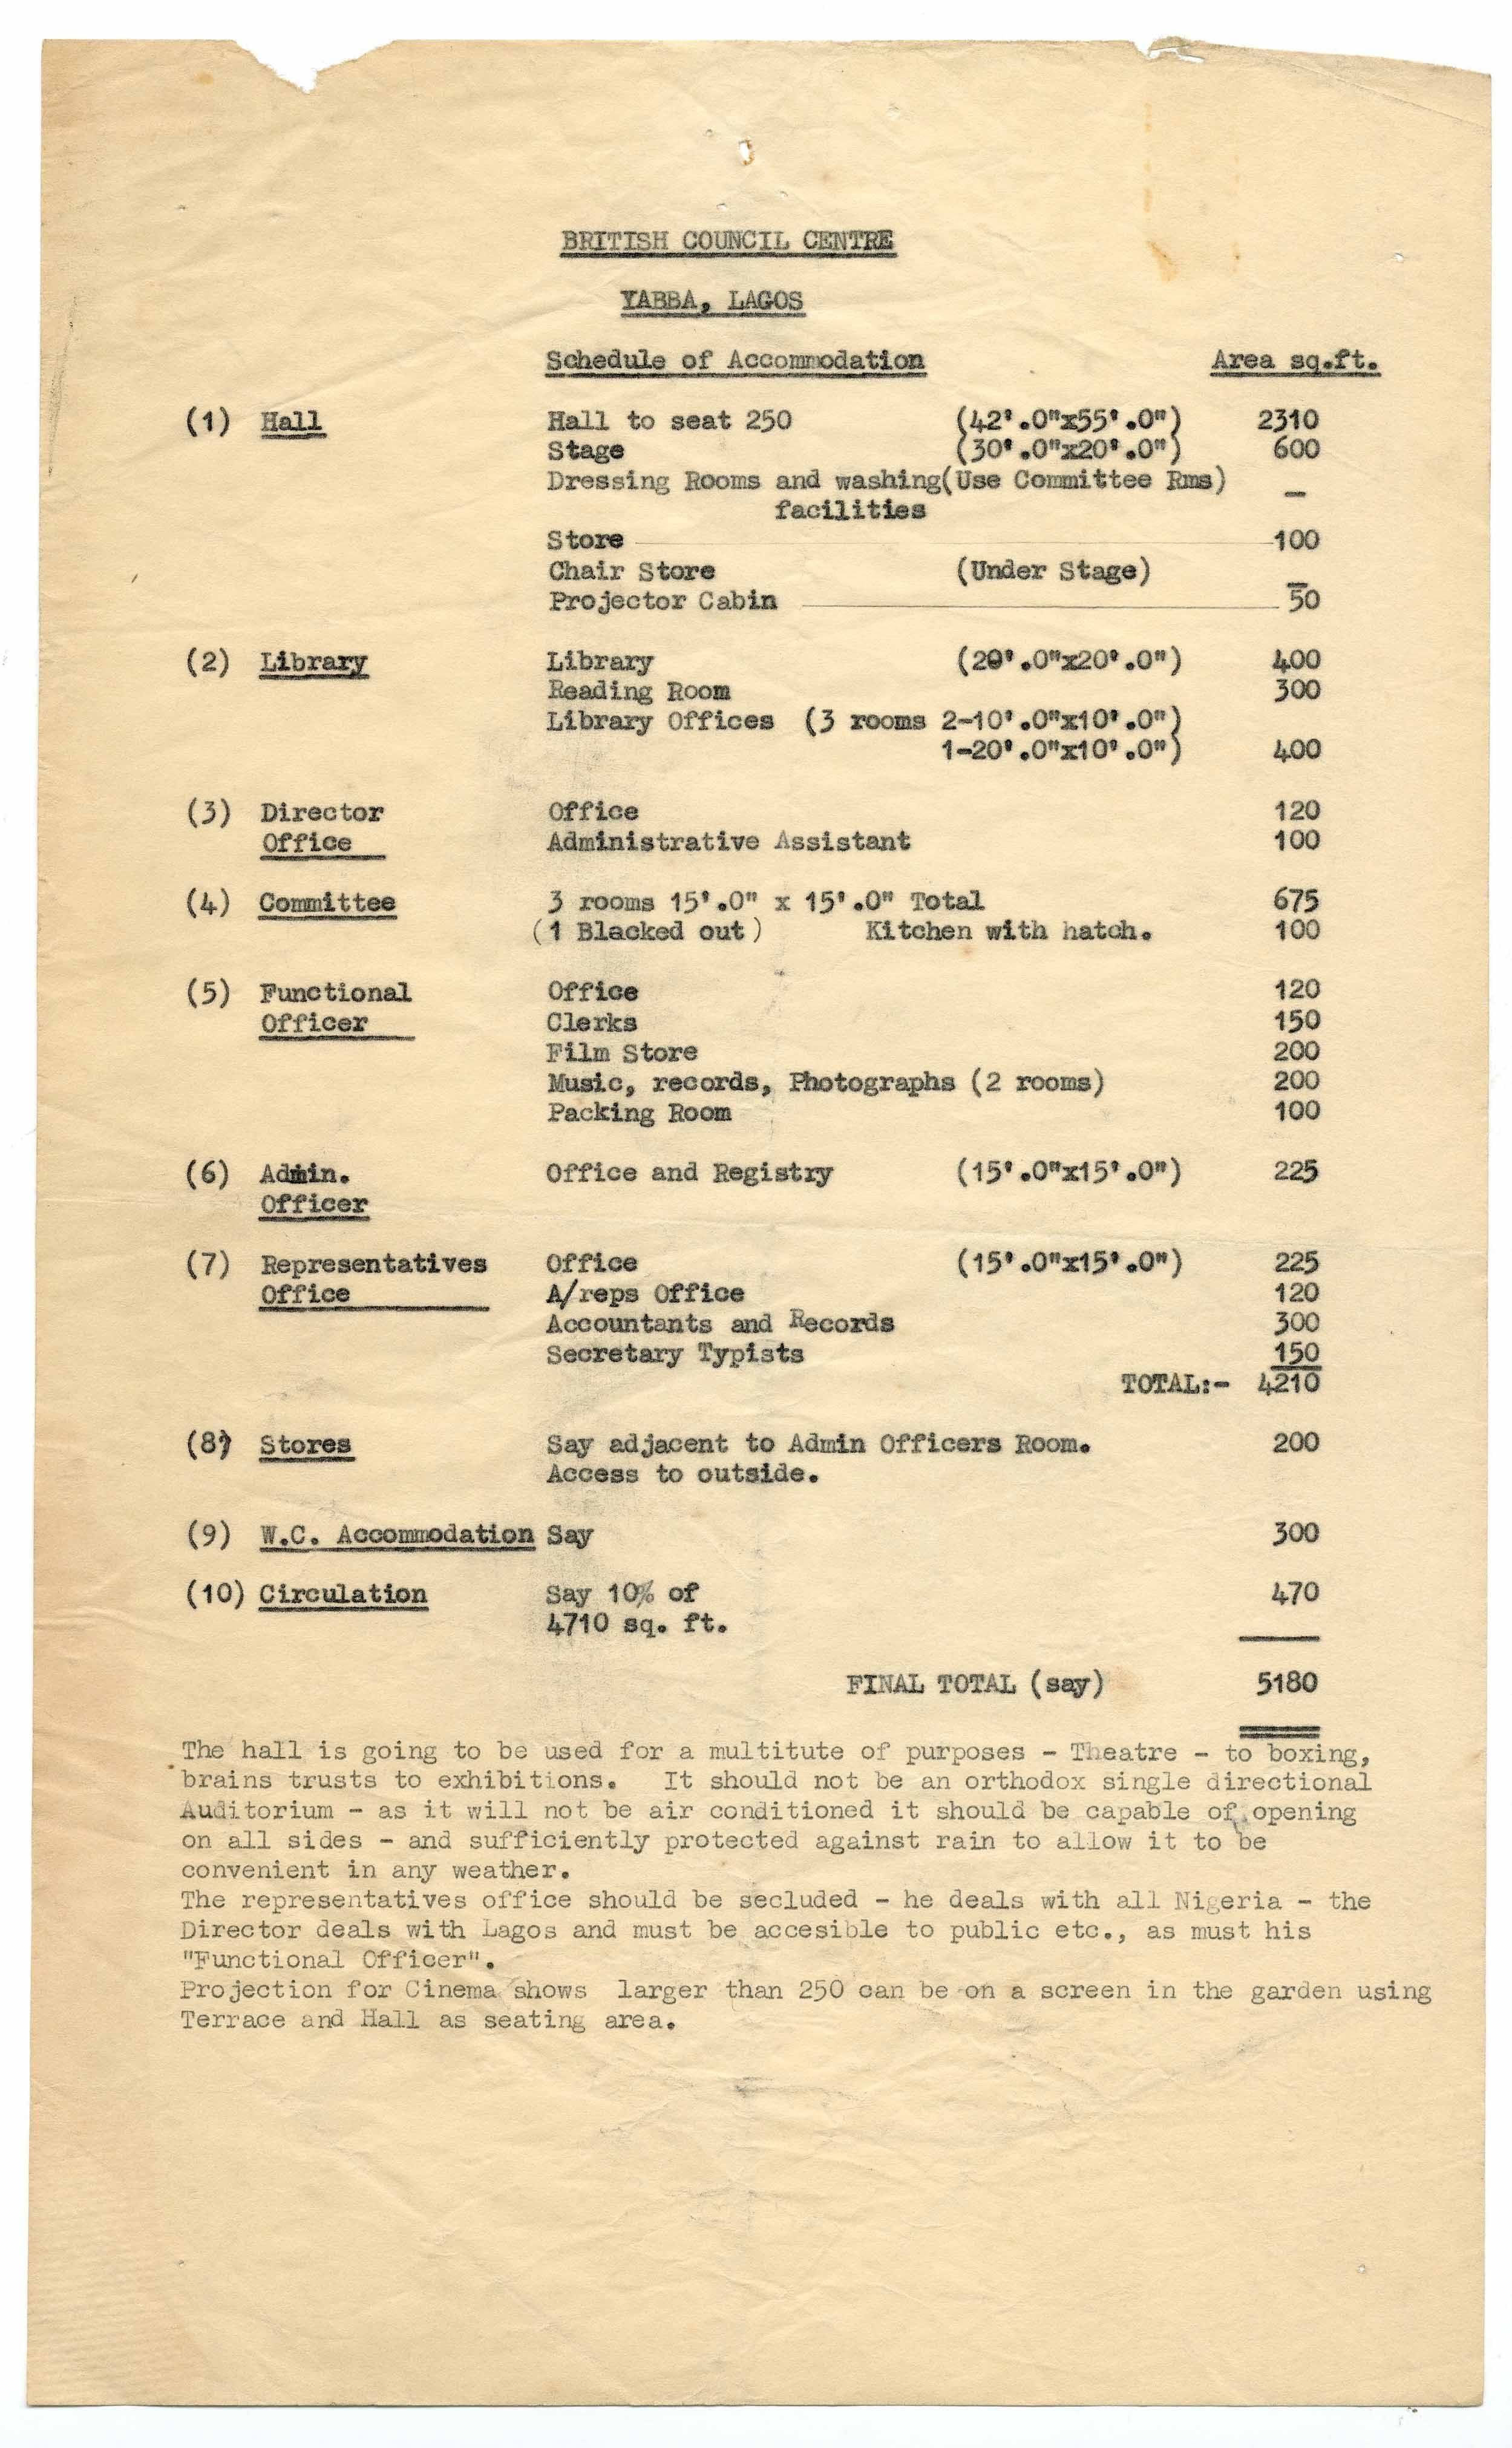 BRITISH COUNCIL CENTRE
YABBA, LAGOS
Schedule of Accommodation Area sq.ft.
(1) Hall Hall to seat 250 (42'.0"x55'.0") 2310
Stage (30'.0"x20'.0") 600
Dressing Rooms and washing(Use Committee Rms) –
facilities
Store 100
Chair Store (Under Stage) –
Projector Cabin 50
(2) Library Library (20'.0"x20'.0") 400
Reading Room 300
Library Offices (3 rooms 2-10'.0"x10'.0")
1-20'.0"x10'.0") 400
(3) Director Office 120
Office Administrative Assistant 100
(4) Committee 3 rooms 15'.0" x 15'.0" Total 675
(1 Blacked out) Kitchen with hatch. 100
(5) Functional Office 120
Officer Clerks 150
Film Store 200
Music, records, Photographs (2 rooms) 200
Packing Room 100
(6) Admin. Office and Registry (15'.0"x15'.0") 225
Officer
(7) Representatives Office (15'.0"x15'.0") 225
Office A/reps Office 120
Accountants and Records 300
Secretary Typists 150
TOTAL:- 4210
(8) Stores Say adjacent to Admin Officers Room. 200
Access to outside.
(9) W.C. Accommodation Say 300
(10) Circulation Say 10% of 470
4710 sq. ft.
FINAL TOTAL (say) 5180
The hall is going to be used for a multitute of purposes - Theatre - to boxing,
brains trusts to exhibitions. It should not be an orthodox single directional
Auditorium - as it will not be air conditioned it should be capable of opening
on all sides - and sufficiently protected against rain to allow it to be
convenient in any weather.
The representatives office should be secluded - he deals with all Nigeria - the
Director deals with Lagos and must be accesible to public etc., as must his
"Functional Officer".
Projection for Cinema shows larger than 250 can be on a screen in the garden using
Terrace and Hall as seating area.